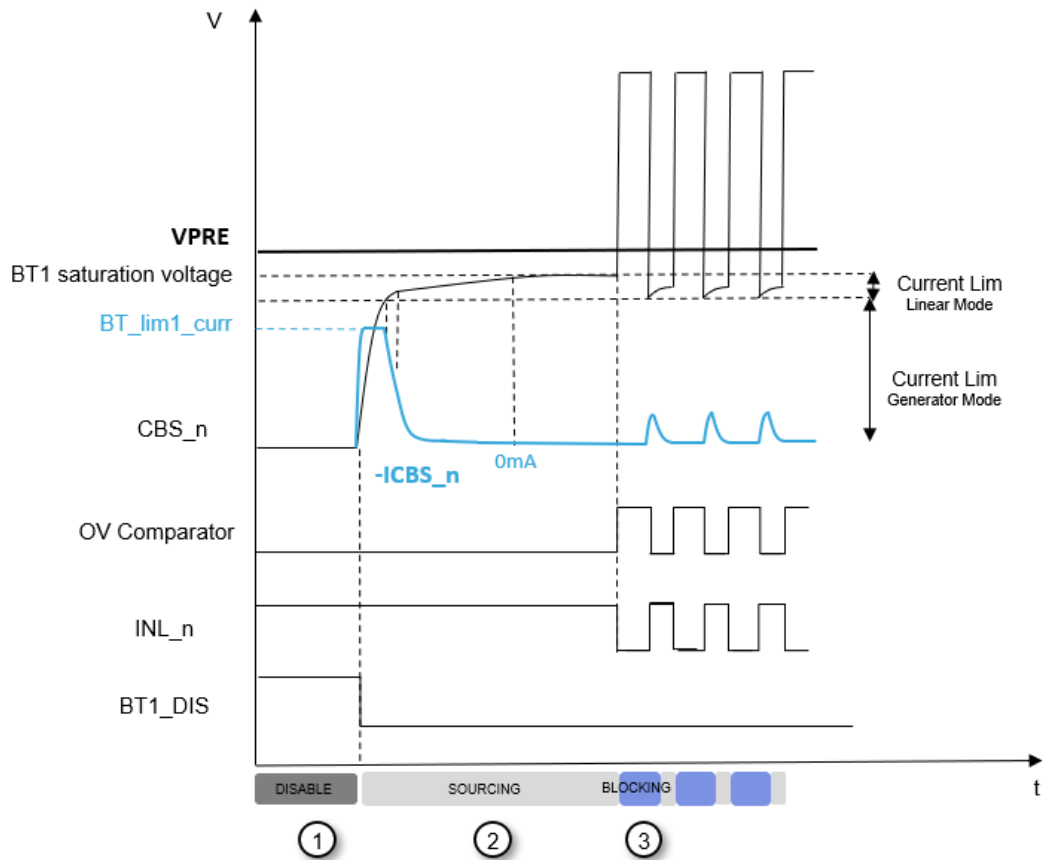 V
VPRE
BT1 saturation voltage
Current Lim
Linear Mode
BT_lim1_curr
Current Lim
Generator Mode
CBS_n
-ICBS_n
0mA
OV Comparator
INL_n
BT1_DIS
DISABLE
SOURCING
BLOCKING
t
1
2
3